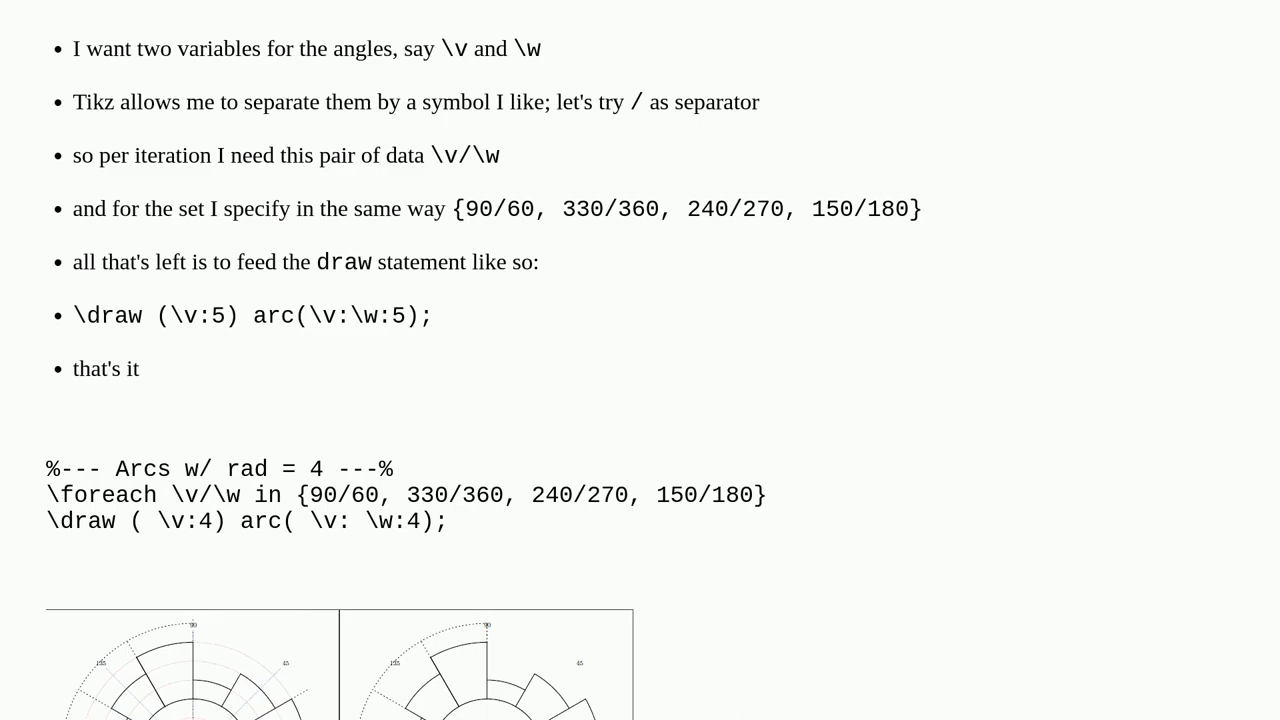 • I want two variables for the angles, say \v and \w
• Tikz allows me to separate them by a symbol I like; let's try / as separator
• so per iteration I need this pair of data \v/\w
• and for the set I specify in the same way {90/60, 330/360, 240/270, 150/180}
• all that's left is to feed the draw statement like so:
• \draw (\v:5) arc(\v:\w:5);
• that's it
%--- Arcs w/ rad = 4 ---%
\foreach \v/\w in {90/60, 330/360, 240/270, 150/180}
\draw ( \v:4) arc( \v: \w:4);
90 90
135 45 135 45